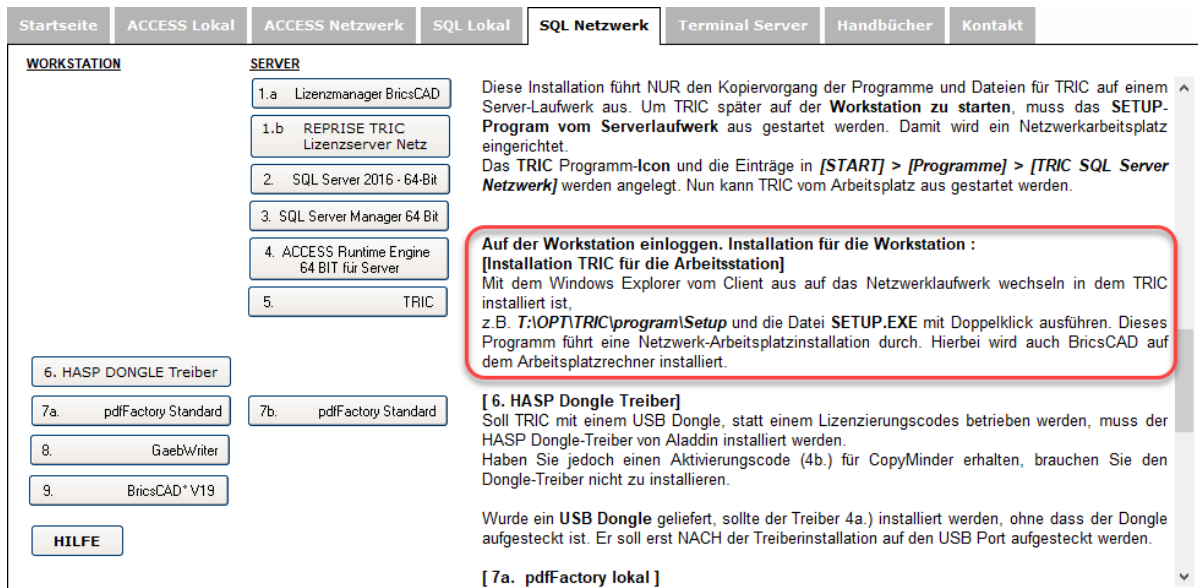 Startseite
ACCESS Lokal
ACCESS Netzwerk
SQL Lokal
SQL Netzwerk
Terminal Server
Handbücher
Kontakt
WORKSTATION
SERVER
1.a Lizenzmanager BricsCAD
1.b REPRISE TRIC
Lizenzserver Netz
2. SQL Server 2016 - 64-Bit
3. SQL Server Manager 64 Bit
4. ACCESS Runtime Engine
64 BIT für Server
5. TRIC
6. HASP DONGLE Treiber
7a. pdfFactory Standard
7b. pdfFactory Standard
8. GaebWriter
9. BricsCAD° V19
HILFE
Diese Installation führt NUR den Kopiervorgang der Programme und Dateien für TRIC auf einem
Server-Laufwerk aus. Um TRIC später auf der Workstation zu starten, muss das SETUP-
Program vom Serverlaufwerk aus gestartet werden. Damit wird ein Netzwerkarbeitsplatz
eingerichtet.
Das TRIC Programm-Icon und die Einträge in [START] > [Programme] > [TRIC SQL Server
Netzwerk] werden angelegt. Nun kann TRIC vom Arbeitsplatz aus gestartet werden.
Auf der Workstation einloggen. Installation für die Workstation :
[Installation TRIC für die Arbeitsstation]
Mit dem Windows Explorer vom Client aus auf das Netzwerklaufwerk wechseln in dem TRIC
installiert ist,
z.B. T:\OPT\TRIC\program\Setup und die Datei SETUP.EXE mit Doppelklick ausführen. Dieses
Programm führt eine Netzwerk-Arbeitsplatzinstallation durch. Hierbei wird auch BricsCAD auf
dem Arbeitsplatzrechner installiert.
[ 6. HASP Dongle Treiber]
Soll TRIC mit einem USB Dongle, statt einem Lizenzierungscodes betrieben werden, muss der
HASP Dongle-Treiber von Aladdin installiert werden.
Haben Sie jedoch einen Aktivierungscode (4b.) für CopyMinder erhalten, brauchen Sie den
Dongle-Treiber nicht zu installieren.
Wurde ein USB Dongle geliefert, sollte der Treiber 4a.) installiert werden, ohne dass der Dongle
aufgesteckt ist. Er soll erst NACH der Treiberinstallation auf den USB Port aufgesteckt werden.
[ 7a. pdfFactory lokal ]